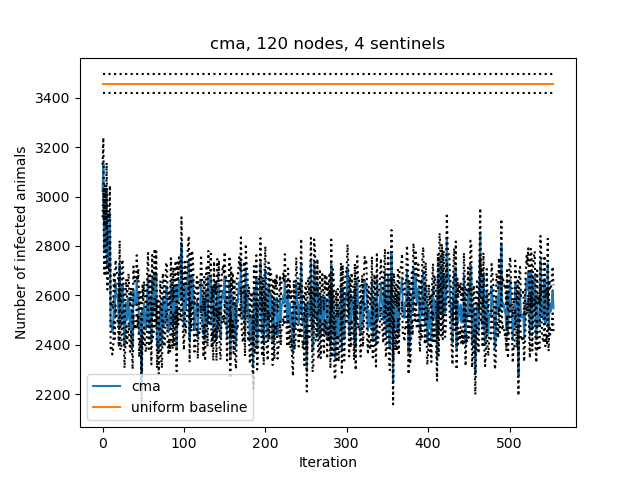 cma, 120 nodes, 4 sentinels
Number of infected animals
3400
3200
3000
2800
2600
2400
2200
cma
uniform baseline
0 100 200 300 400 500
Iteration